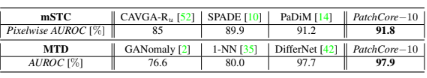 mSTC CAVGA-Ru [52] SPADE [10] PaDiM [14] PatchCore−10
Pixelwise AUROC [%] 85 89.9 91.2 91.8
MTD GANomaly [2] 1-NN [35] DifferNet [42] PatchCore−10
AUROC [%] 76.6 80.0 97.7 97.9